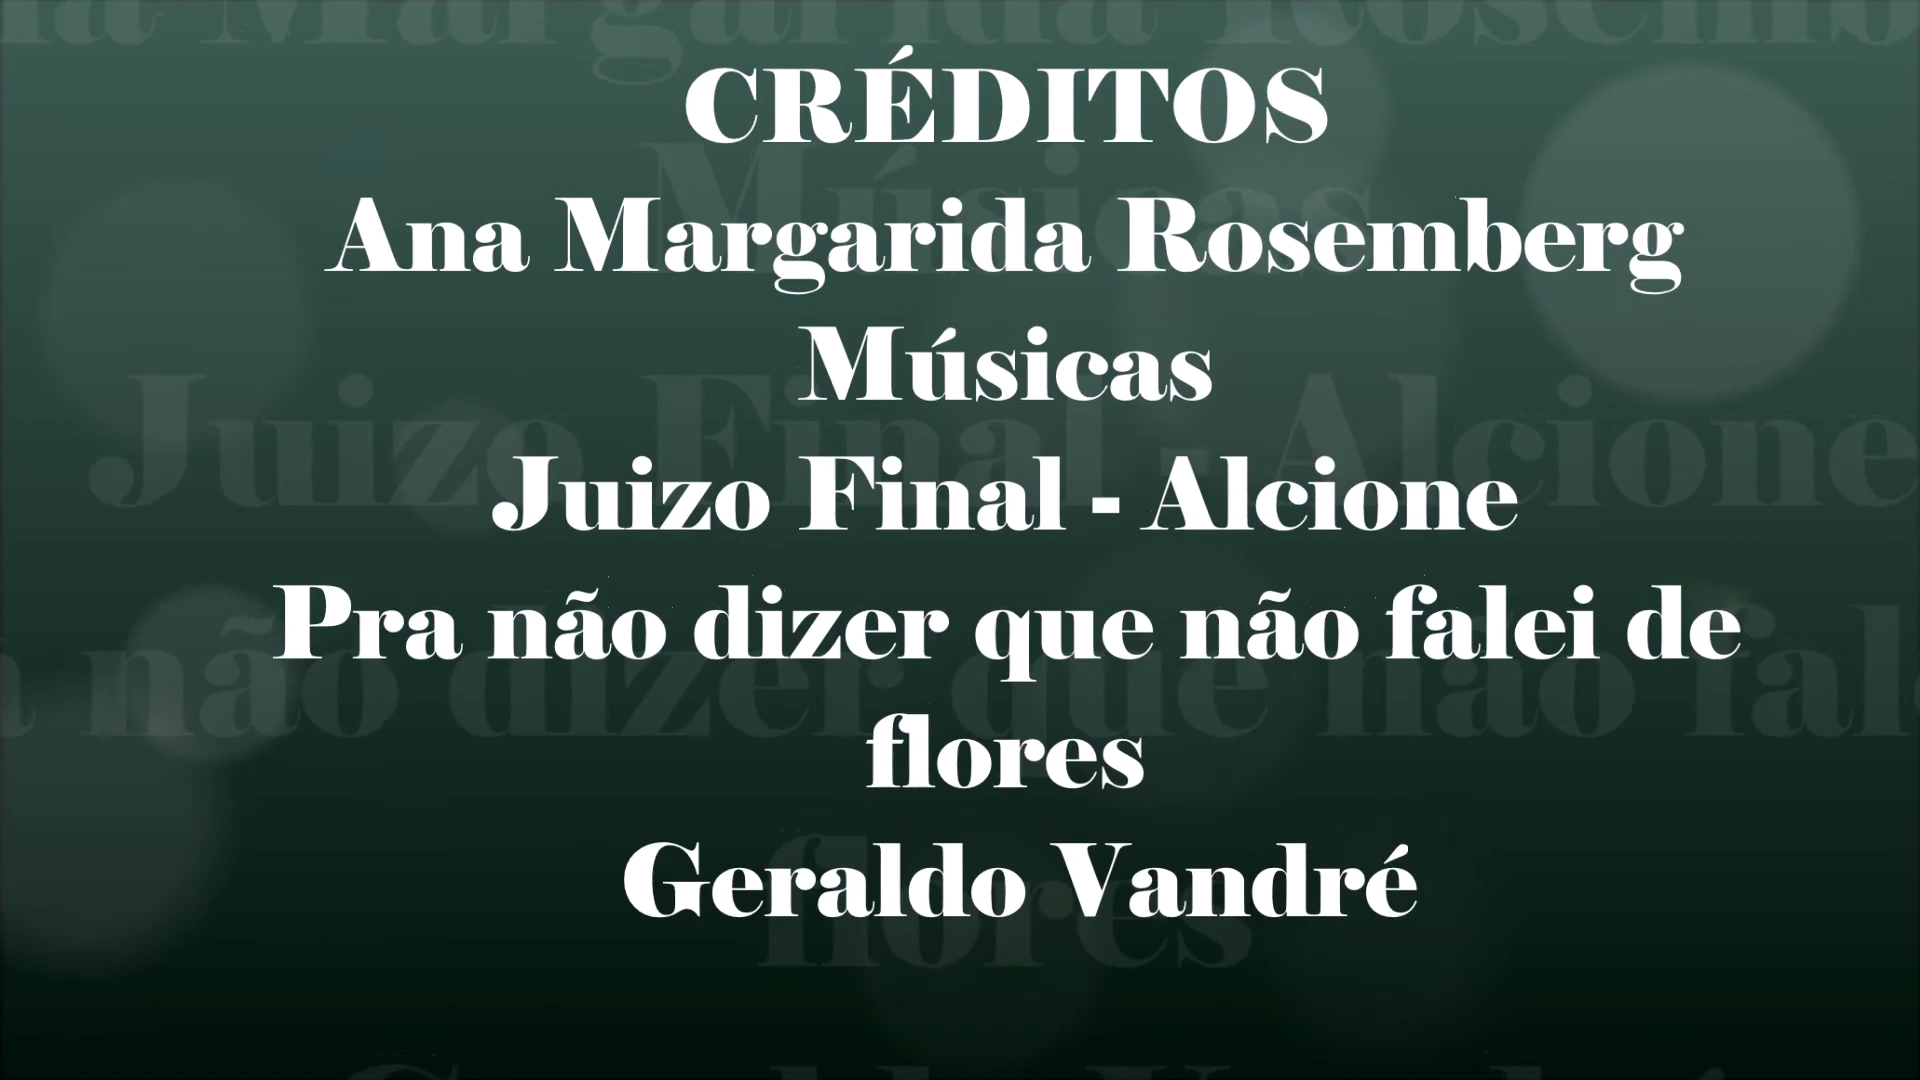 CRÉDITOS
Ana Margarida Rosemberg
Músicas
Juizo Final - Alcione
Pra não dizer que não falei de
flores
Geraldo Vandré